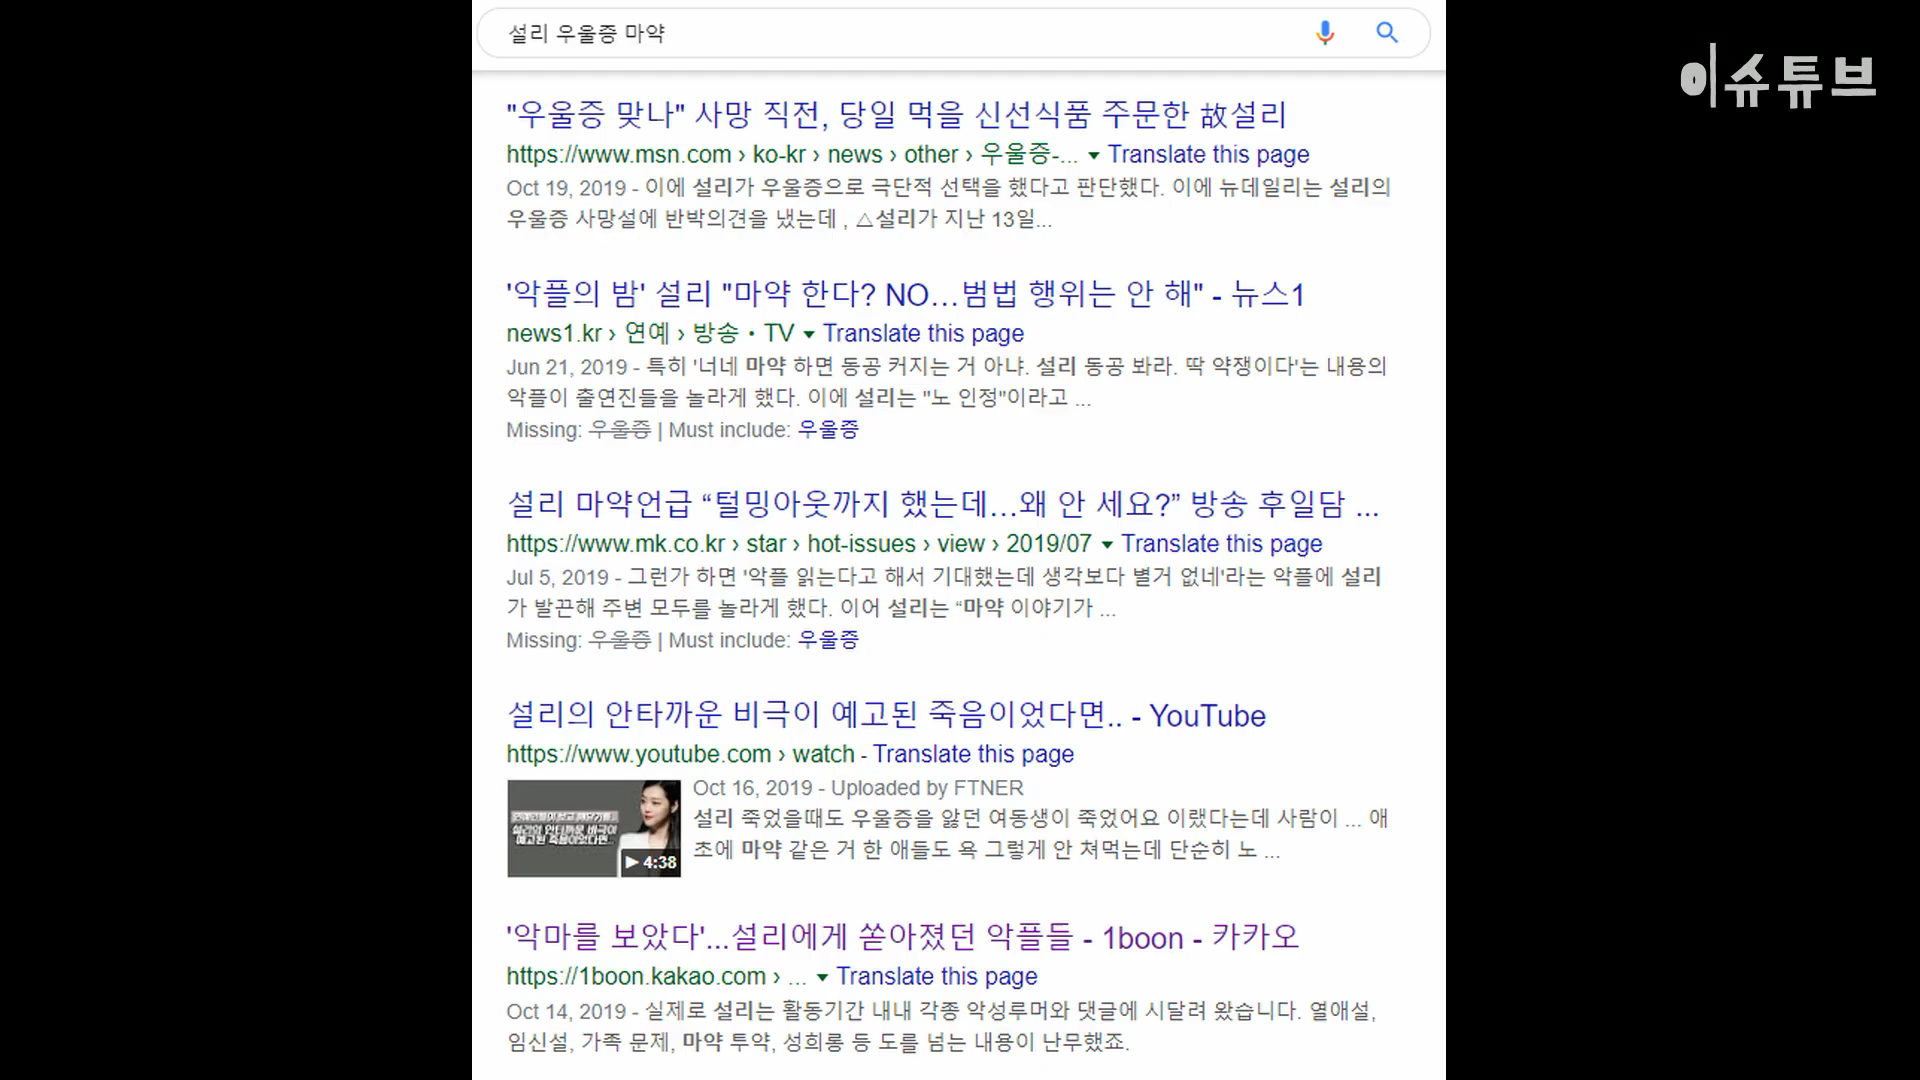 설리 우울증 마약
이슈튜브
"우울증 맞나" 사망 직전, 당일 먹을 신선식품 주문한 故설리
https://www.msn.com › ko-kr › news › other › 우울증-... ▾ Translate this page
Oct 19, 2019 - 이에 설리가 우울증으로 극단적 선택을 했다고 판단했다. 이에 뉴데일리는 설리의
우울증 사망설에 반박의견을 냈는데 , △설리가 지난 13일...
'악플의 밤' 설리 "마약 한다? NO…범법 행위는 안 해" - 뉴스1
news1.kr › 연예 › 방송・TV ▾ Translate this page
Jun 21, 2019 - 특히 '너네 마약 하면 동공 커지는 거 아냐. 설리 동공 봐라. 딱 약쟁이다'는 내용의
악플이 출연진들을 놀라게 했다. 이에 설리는 "노 인정"이라고 ...
Missing: 우울증 | Must include: 우울증
설리 마약언급 “털밍아웃까지 했는데…왜 안 세요?” 방송 후일담 ...
https://www.mk.co.kr › star › hot-issues › view › 2019/07 ▾ Translate this page
Jul 5, 2019 - 그런가 하면 '악플 읽는다고 해서 기대했는데 생각보다 별거 없네'라는 악플에 설리
가 발끈해 주변 모두를 놀라게 했다. 이어 설리는 “마약 이야기가 ...
Missing: 우울증 | Must include: 우울증
설리의 안타까운 비극이 예고된 죽음이었다면.. - YouTube
https://www.youtube.com › watch - Translate this page
Oct 16, 2019 - Uploaded by FTNER
설리 죽었을때도 우울증을 앓던 여동생이 죽었어요 이랬다는데 사람이 ... 애
초에 마약 같은 거 한 애들도 욕 그렇게 안 쳐먹는데 단순히 노 ...
설리의 안타까운 비극이
예고된 죽음이었다면...
▶ 4:38
'악마를 보았다'...설리에게 쏟아졌던 악플들 - 1boon - 카카오
https://1boon.kakao.com › ... ▾ Translate this page
Oct 14, 2019 - 실제로 설리는 활동기간 내내 각종 악성루머와 댓글에 시달려 왔습니다. 열애설,
임신설, 가족 문제, 마약 투약, 성희롱 등 도를 넘는 내용이 난무했죠.